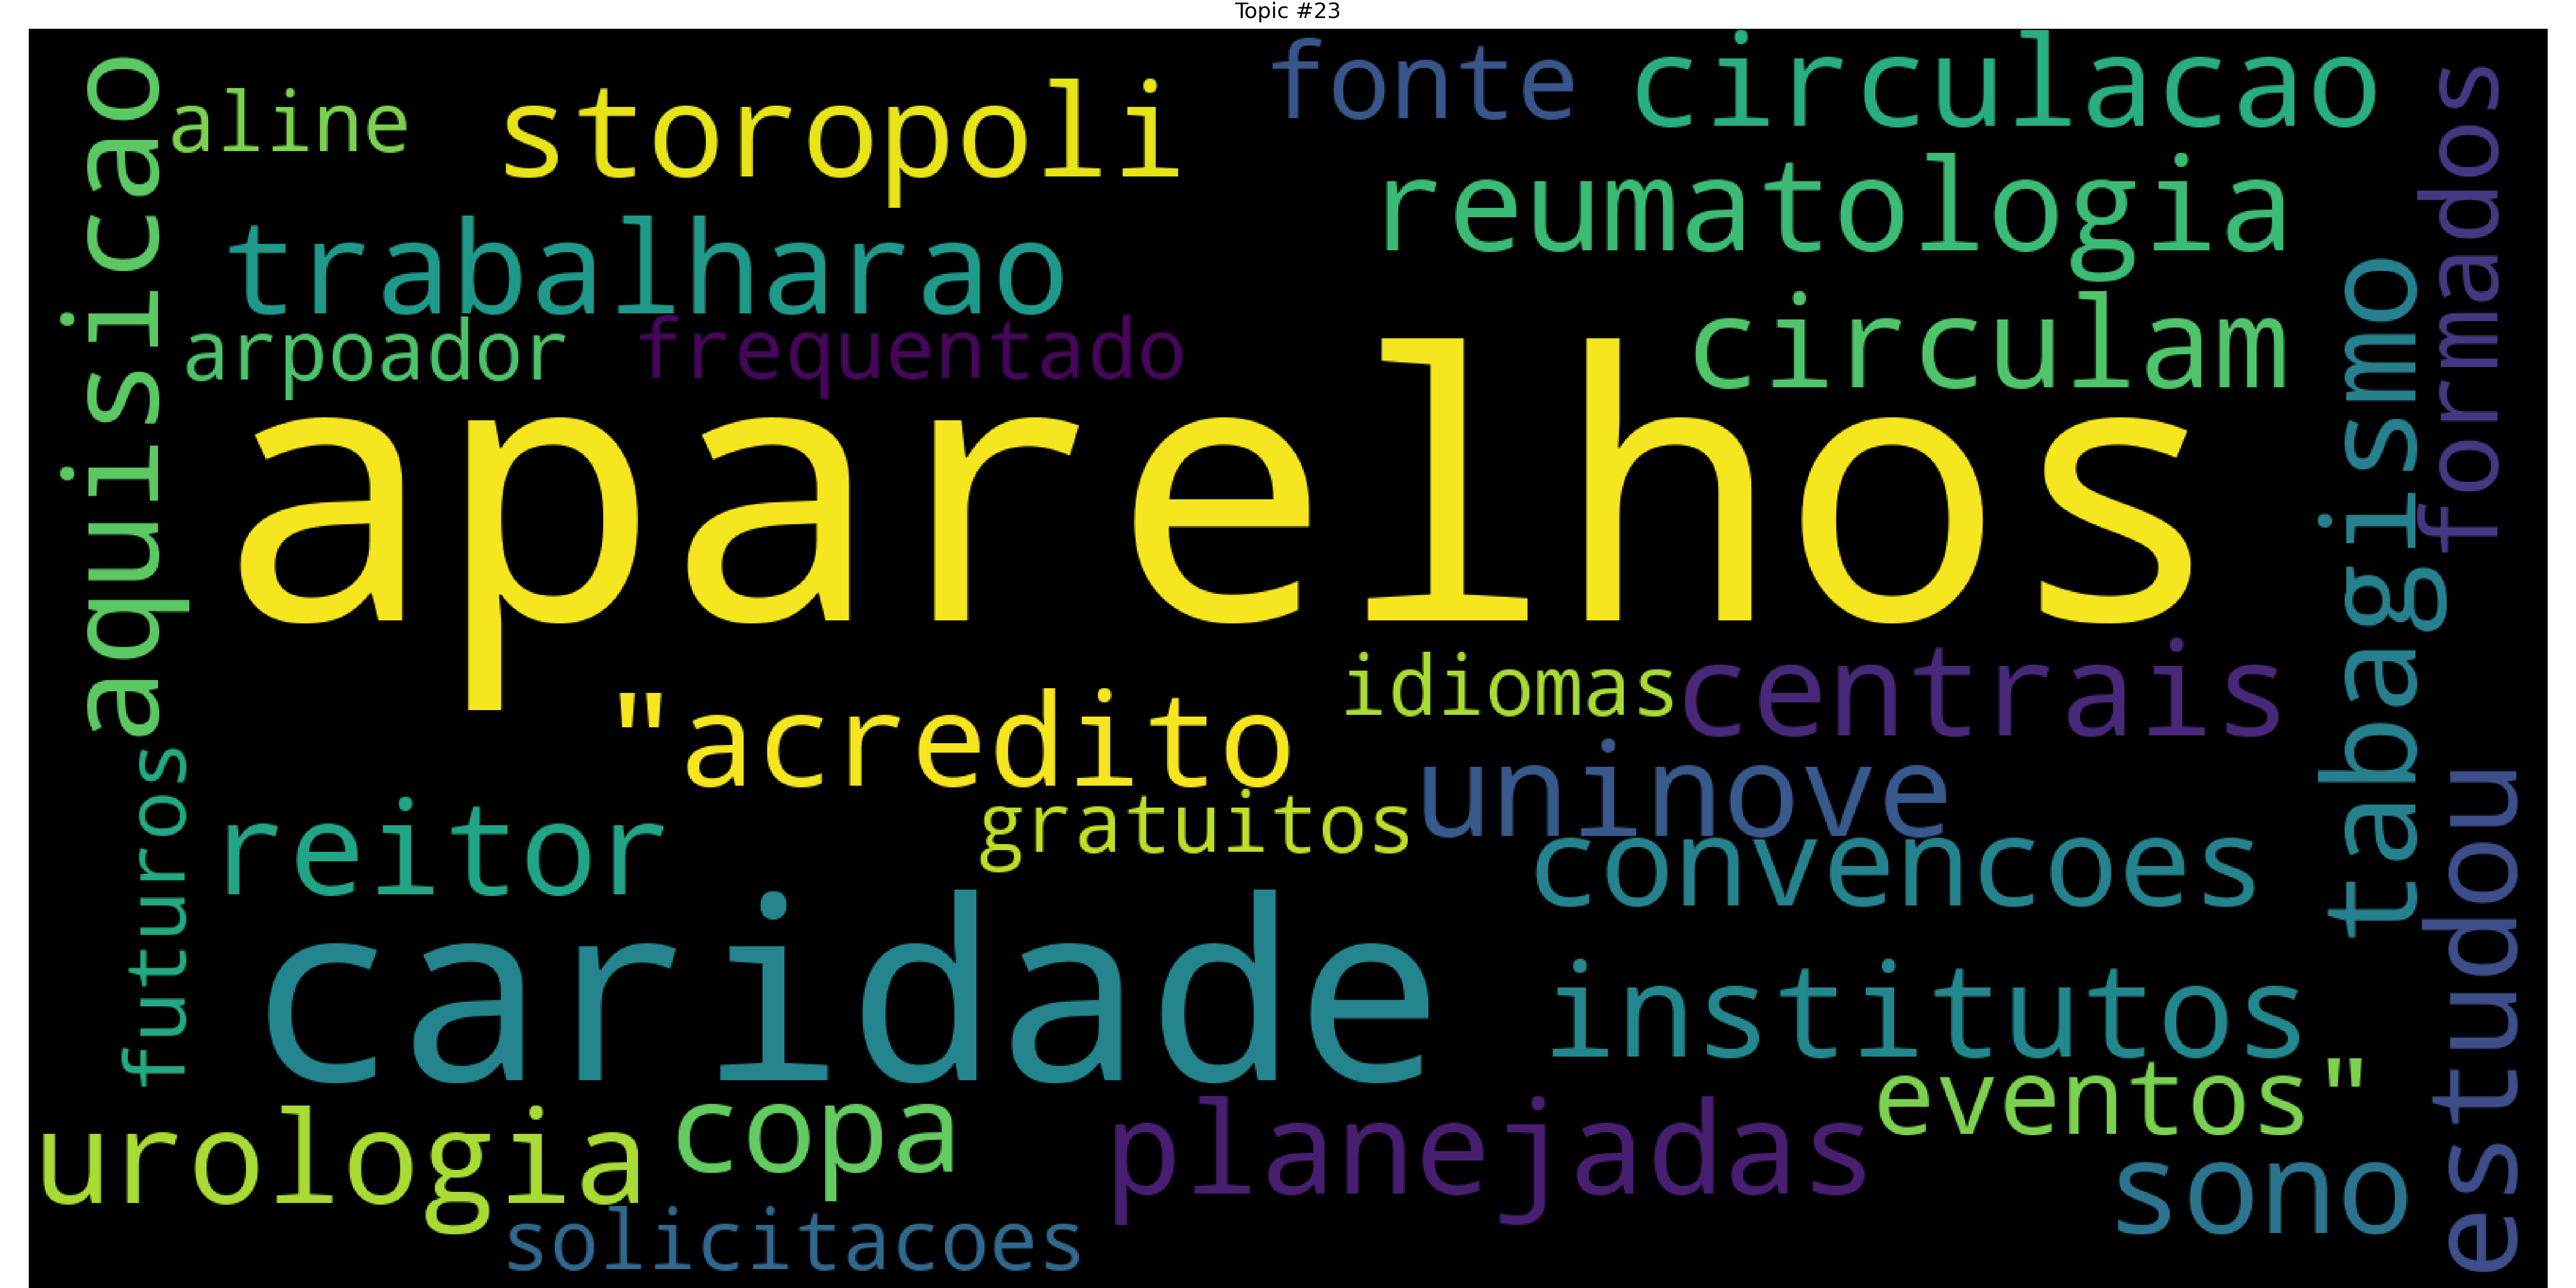 Topic #23
aquisicao
aline
storopoli
fonte
circulacao
formados
reumatologia
trabalharao
arpoador
frequentado
circulam
tabagismo
aparelhos
idiomas
centrais
"acredito
uninove
gratuitos
futuros
reitor
convencoes
estudou
caridade
institutos
eventos"
urologia
copa
planejadas
sono
solicitacoes